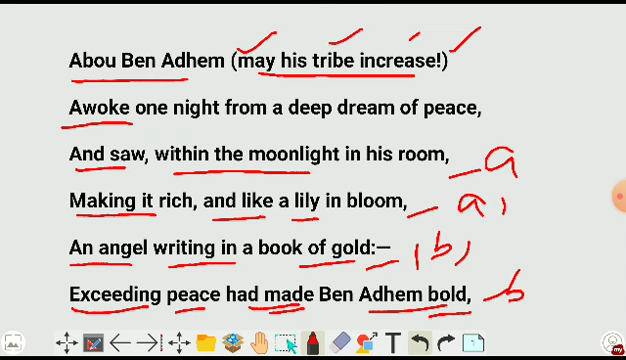 Abou Ben Adhem (may his tribe increase!)
Awoke one night from a deep dream of peace,
And saw, within the moonlight in his room, a
Making it rich, and like a lily in bloom, a,
An angel writing in a book of gold:— (b)
Exceeding peace had made Ben Adhem bold, b
T
my